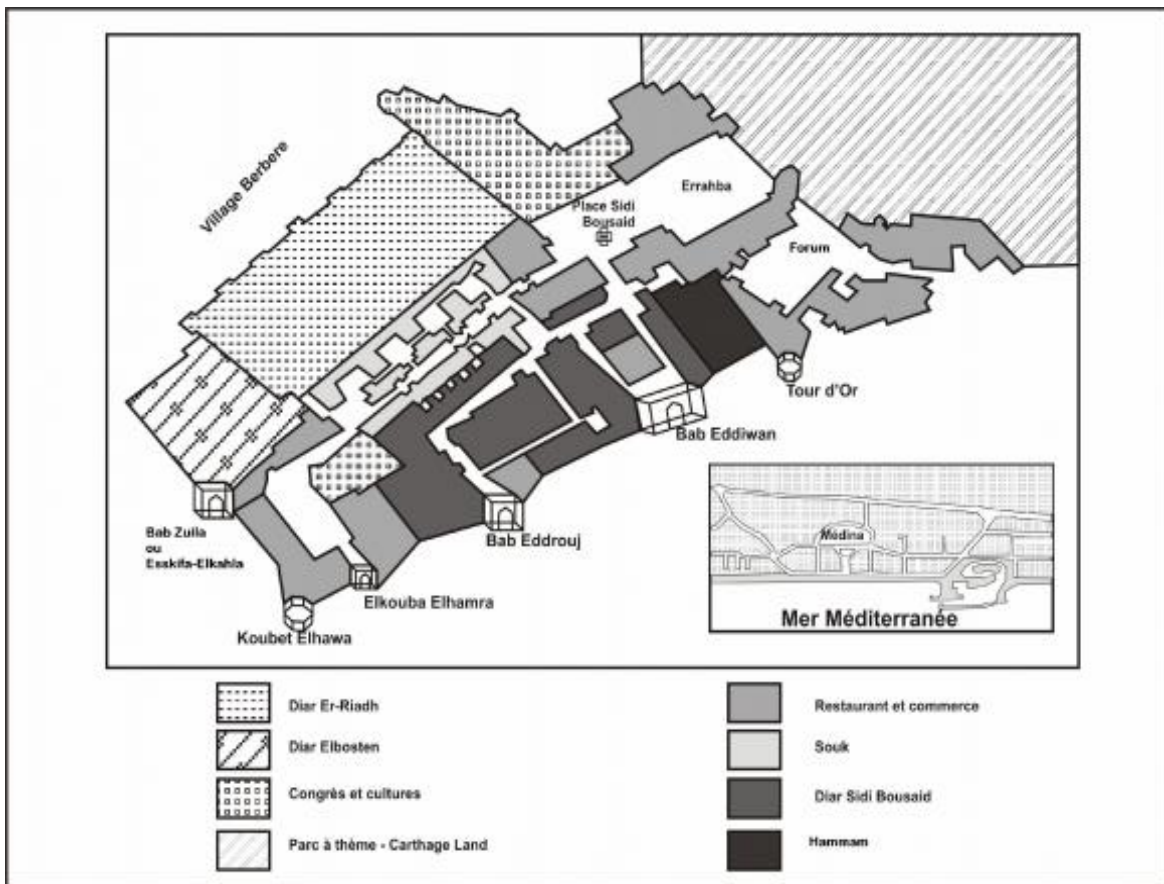 Village Berbere
Errahba
Place Sidi
Bousaid
Forum
Tour d'Or
Bab Eddiwan
Bab Zuila
ou
Esskifa-Elkahla
Bab Eddrouj
Elkouba Elhamra
Koubet Elhawa
Médina
Mer Méditerranée
Diar Er-Riadh
Diar Elbosten
Congrès et cultures
Parc à thème - Carthage Land
Restaurant et commerce
Souk
Diar Sidi Bousaid
Hammam